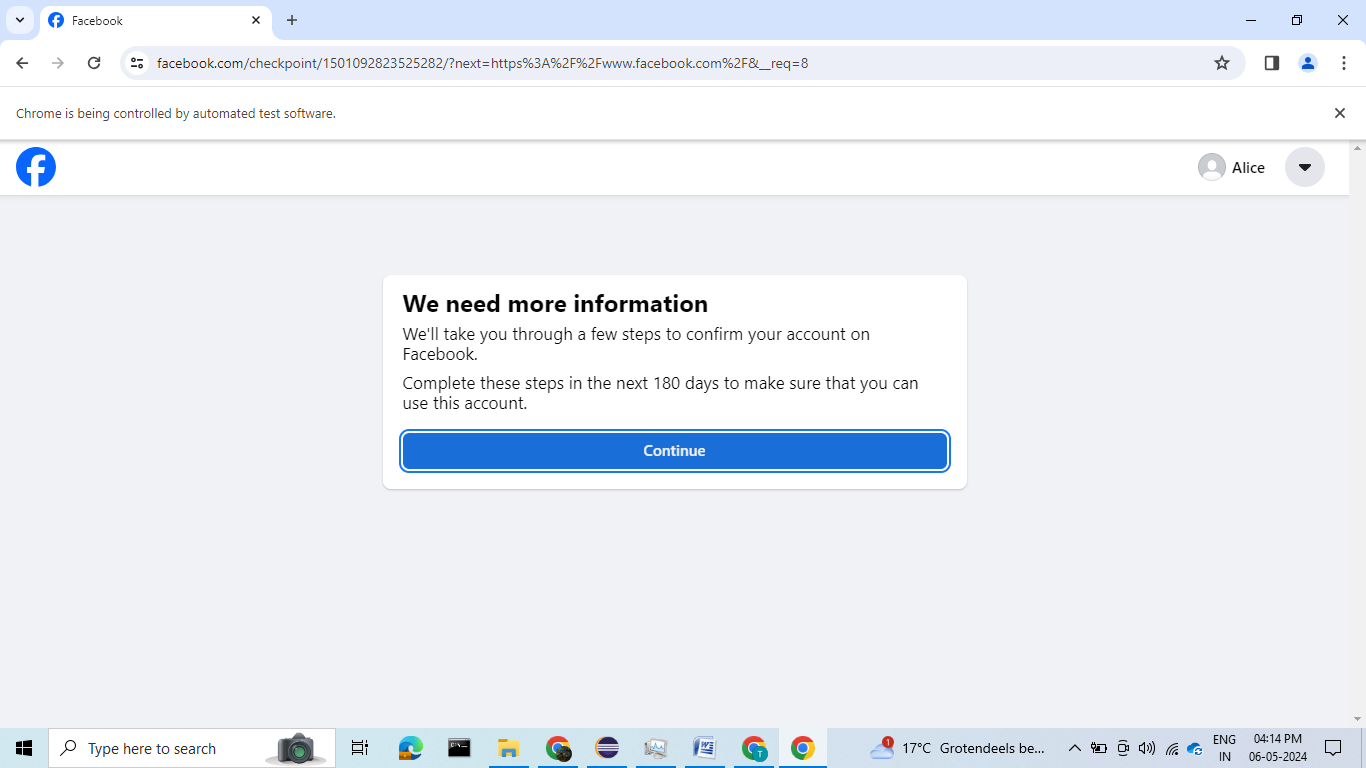 Facebook
facebook.com/checkpoint/1501092823525282/?next=https%3A%2F%2Fwww.facebook.com%2F&__req=8
Chrome is being controlled by automated test software.
Alice
We need more information
We'll take you through a few steps to confirm your account on
Facebook.
Complete these steps in the next 180 days to make sure that you can
use this account.
Continue
Type here to search
T
1
17°C Grotendeels be...
ENG
IN
04:14 PM
06-05-2024